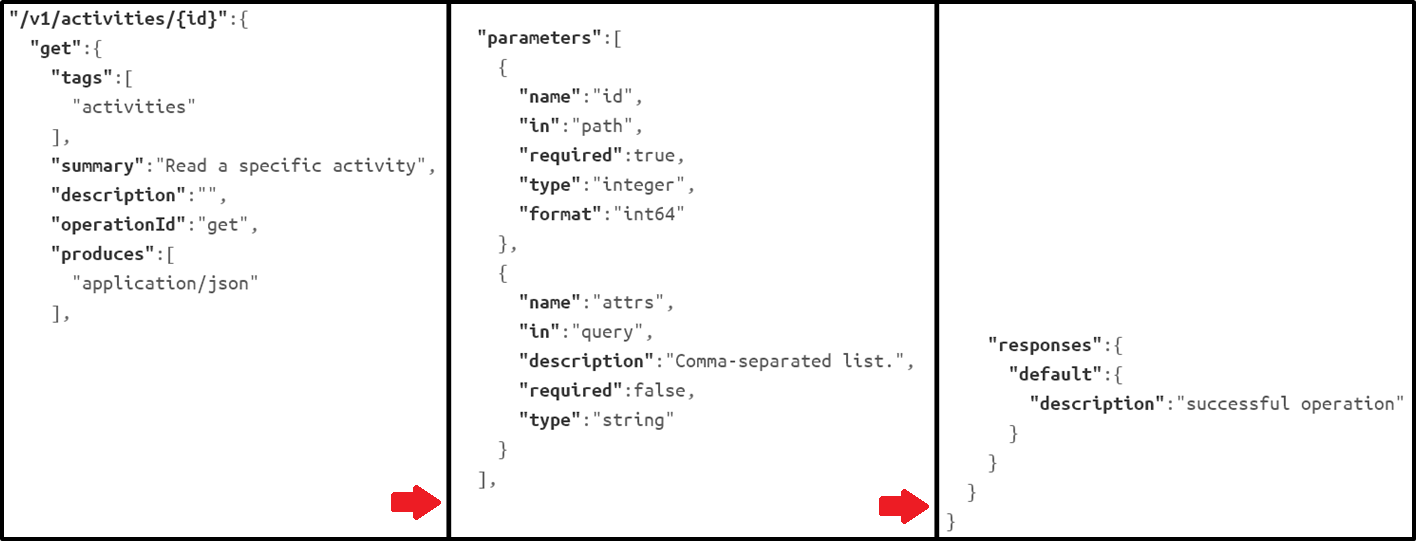 "/v1/activities/{id}":{
"get":{
"tags":[
"activities"
],
"summary":"Read a specific activity",
"description":"",
"operationId":"get",
"produces":[
"application/json"
],
"parameters":[
{
"name":"id",
"in":"path",
"required":true,
"type":"integer",
"format":"int64"
},
{
"name":"attrs",
"in":"query",
"description":"Comma-separated list.",
"required":false,
"type":"string"
}
],
"responses":{
"default":{
"description":"successful operation"
}
}
}
}